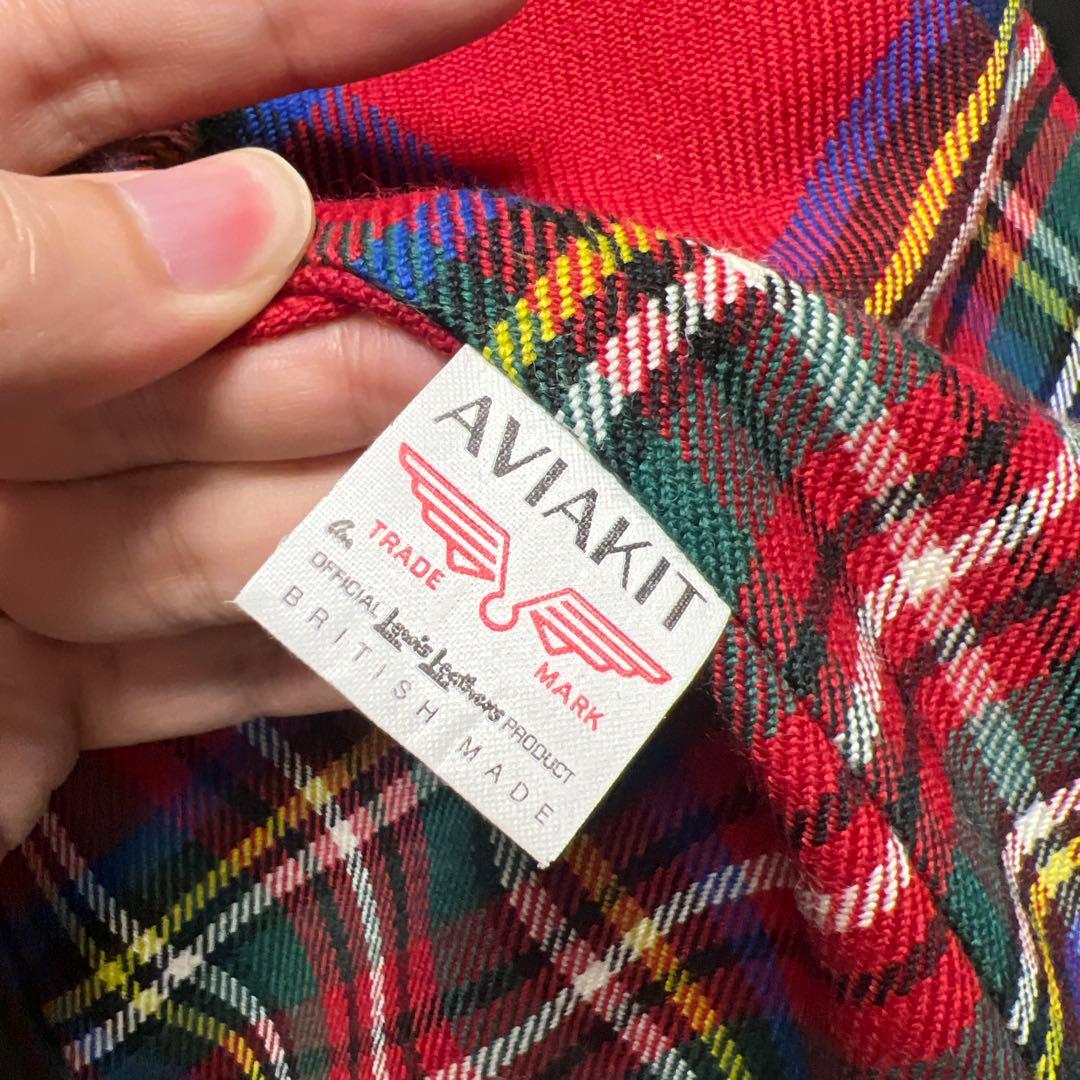 AVIAKIT
TRADE MARK
An
OFFICIAL Lewis Leathers PRODUCT
BRITISH MADE